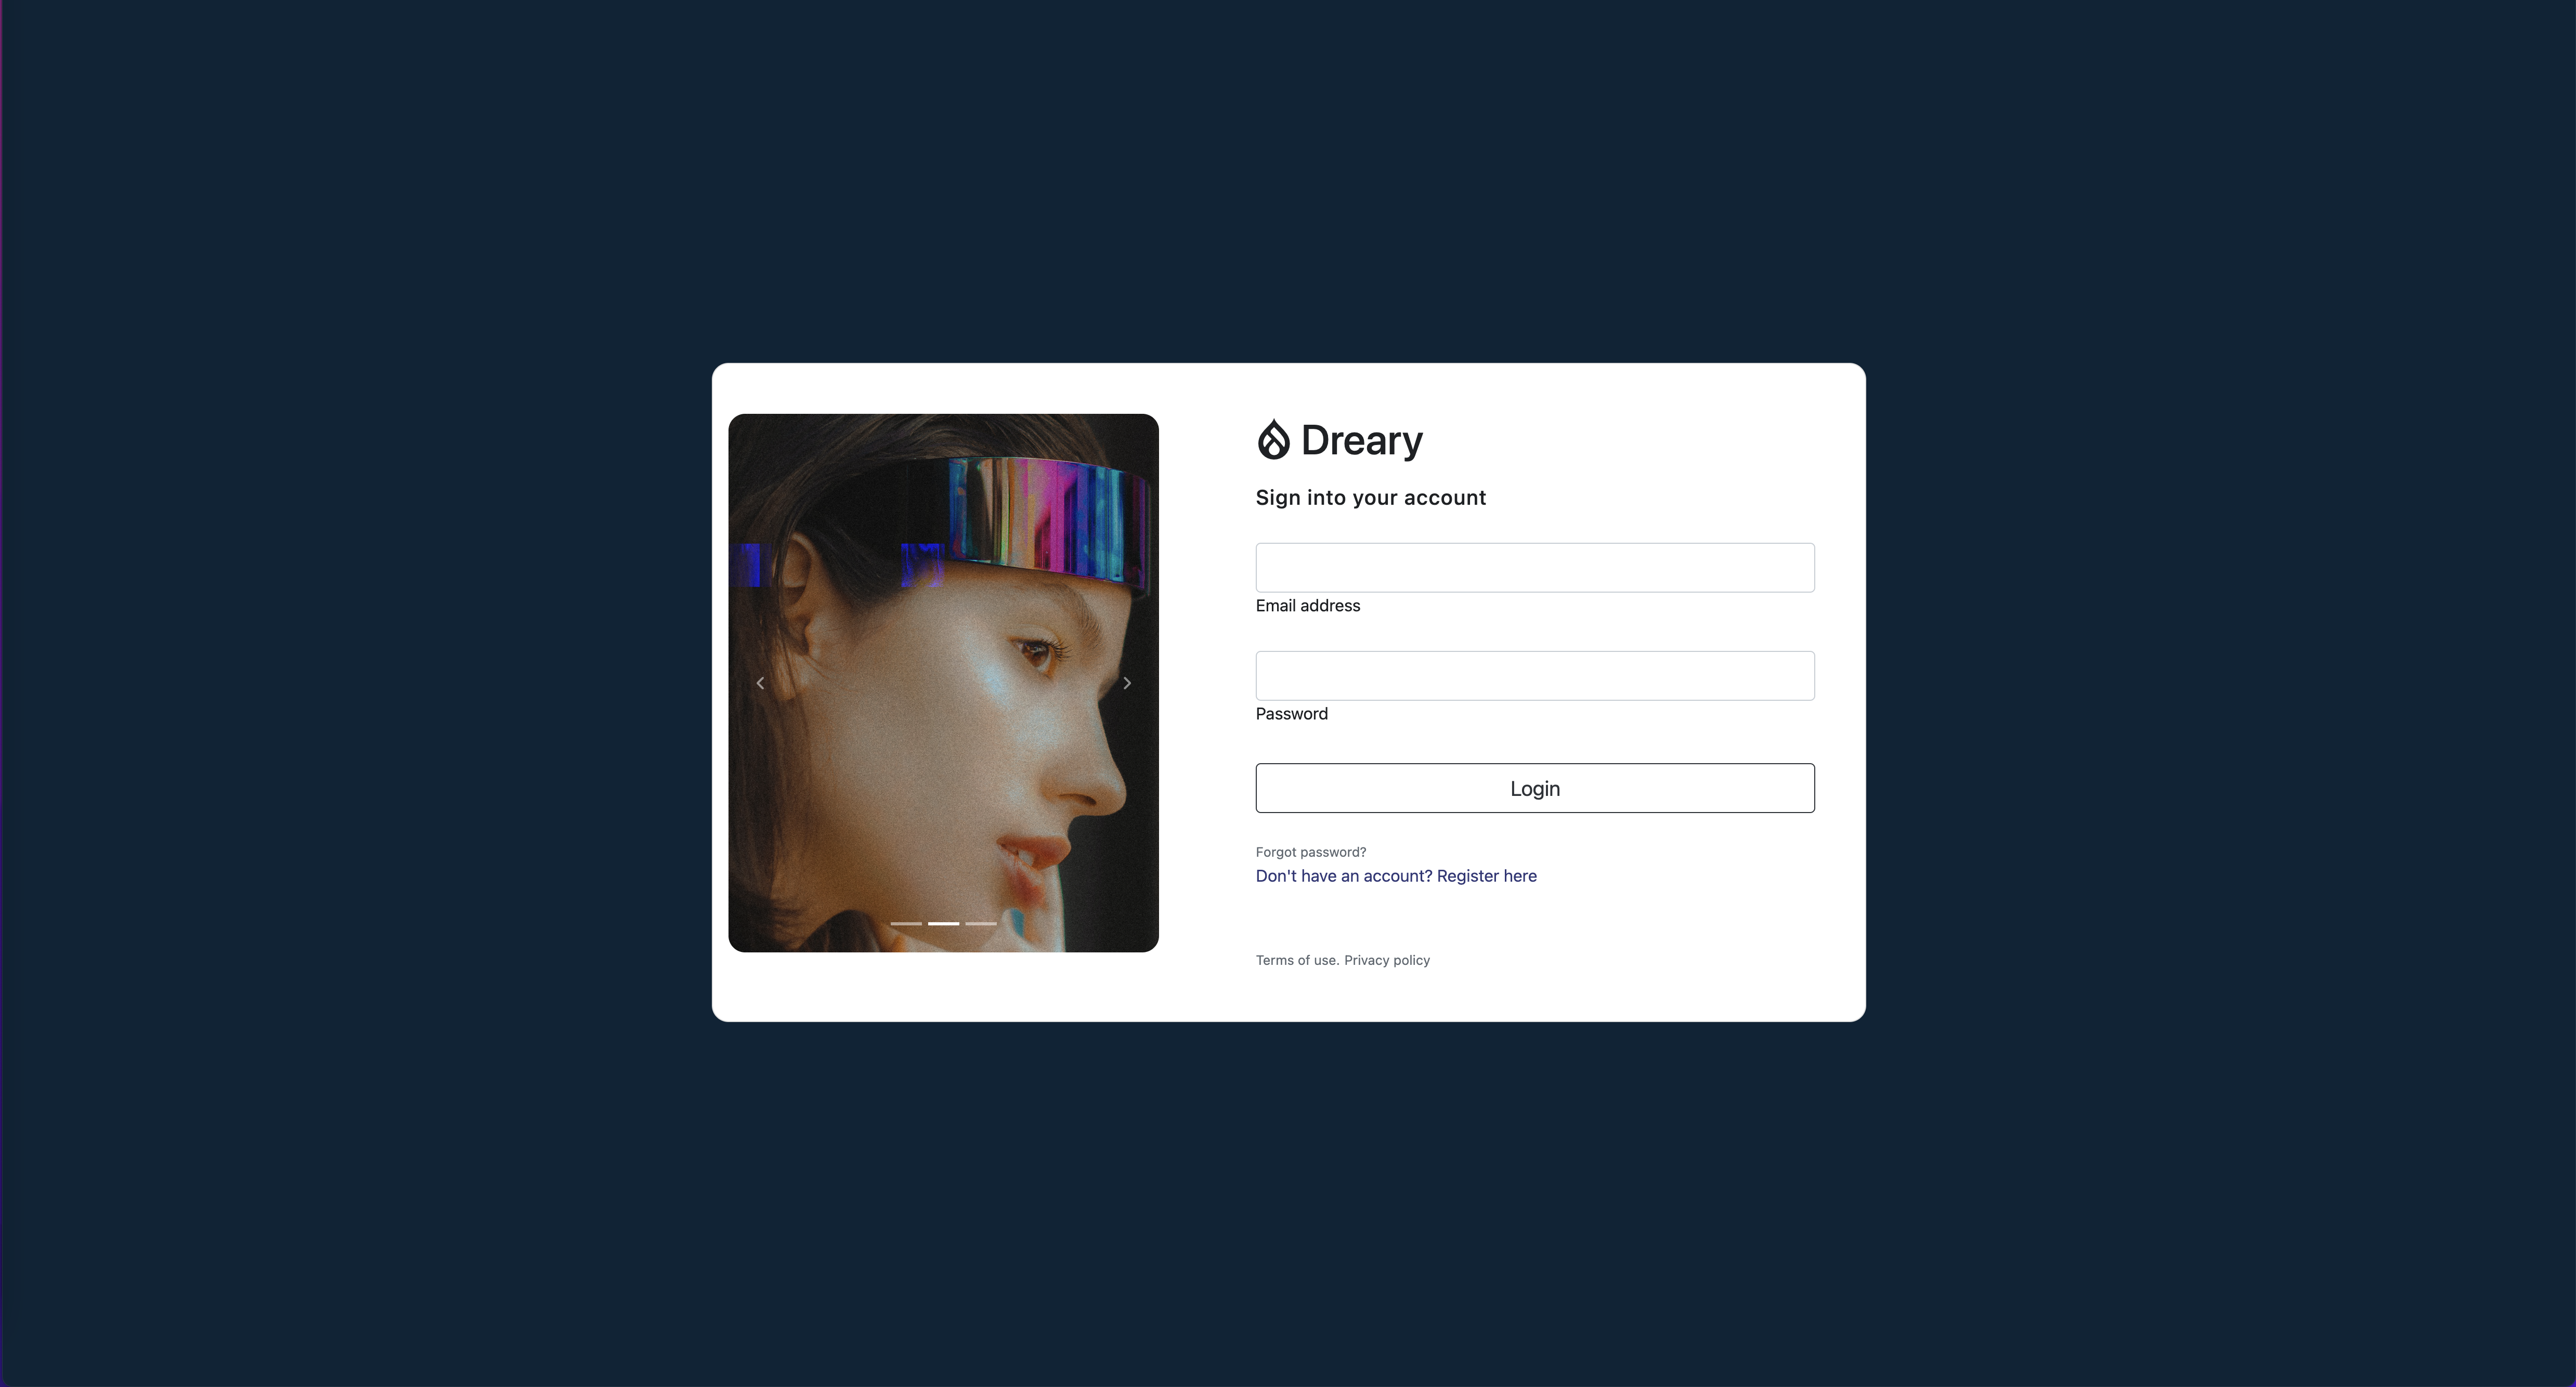 Dreary
Sign into your account
Email address
Password
Login
Forgot password?
Don't have an account? Register here
Terms of use. Privacy policy